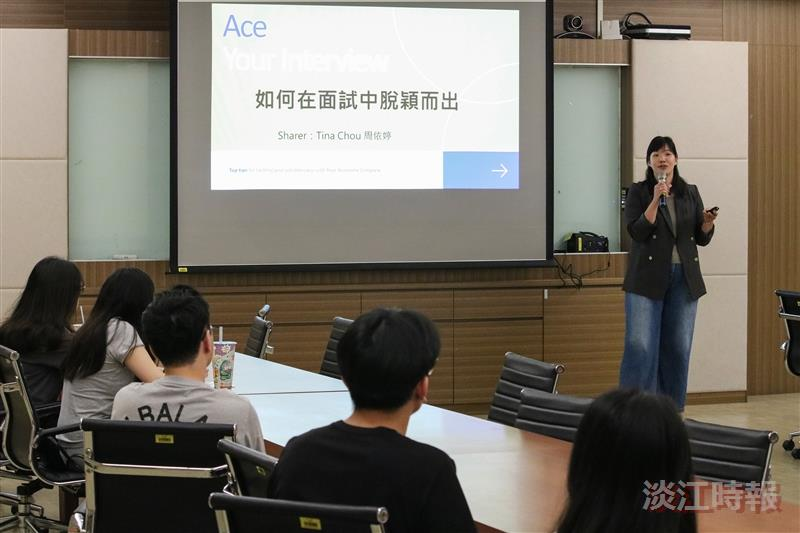 Ace
Your Interview
如何在面試中脫穎而出
Sharer：Tina Chou 周依婷
BALA
淡江時報